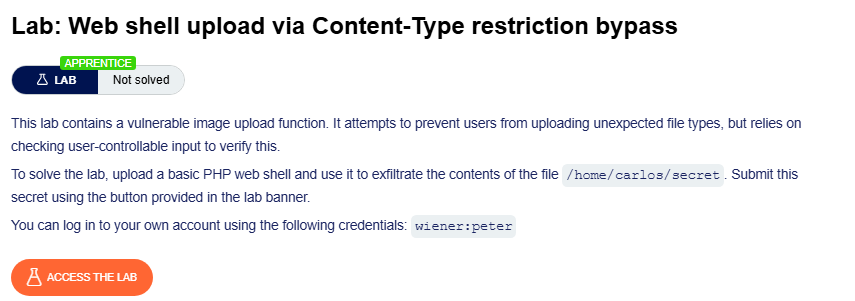 Lab: Web shell upload via Content-Type restriction bypass
APPRENTICE
LAB Not solved
This lab contains a vulnerable image upload function. It attempts to prevent users from uploading unexpected file types, but relies on
checking user-controllable input to verify this.
To solve the lab, upload a basic PHP web shell and use it to exfiltrate the contents of the file /home/carlos/secret. Submit this
secret using the button provided in the lab banner.
You can log in to your own account using the following credentials: wiener:peter
ACCESS THE LAB